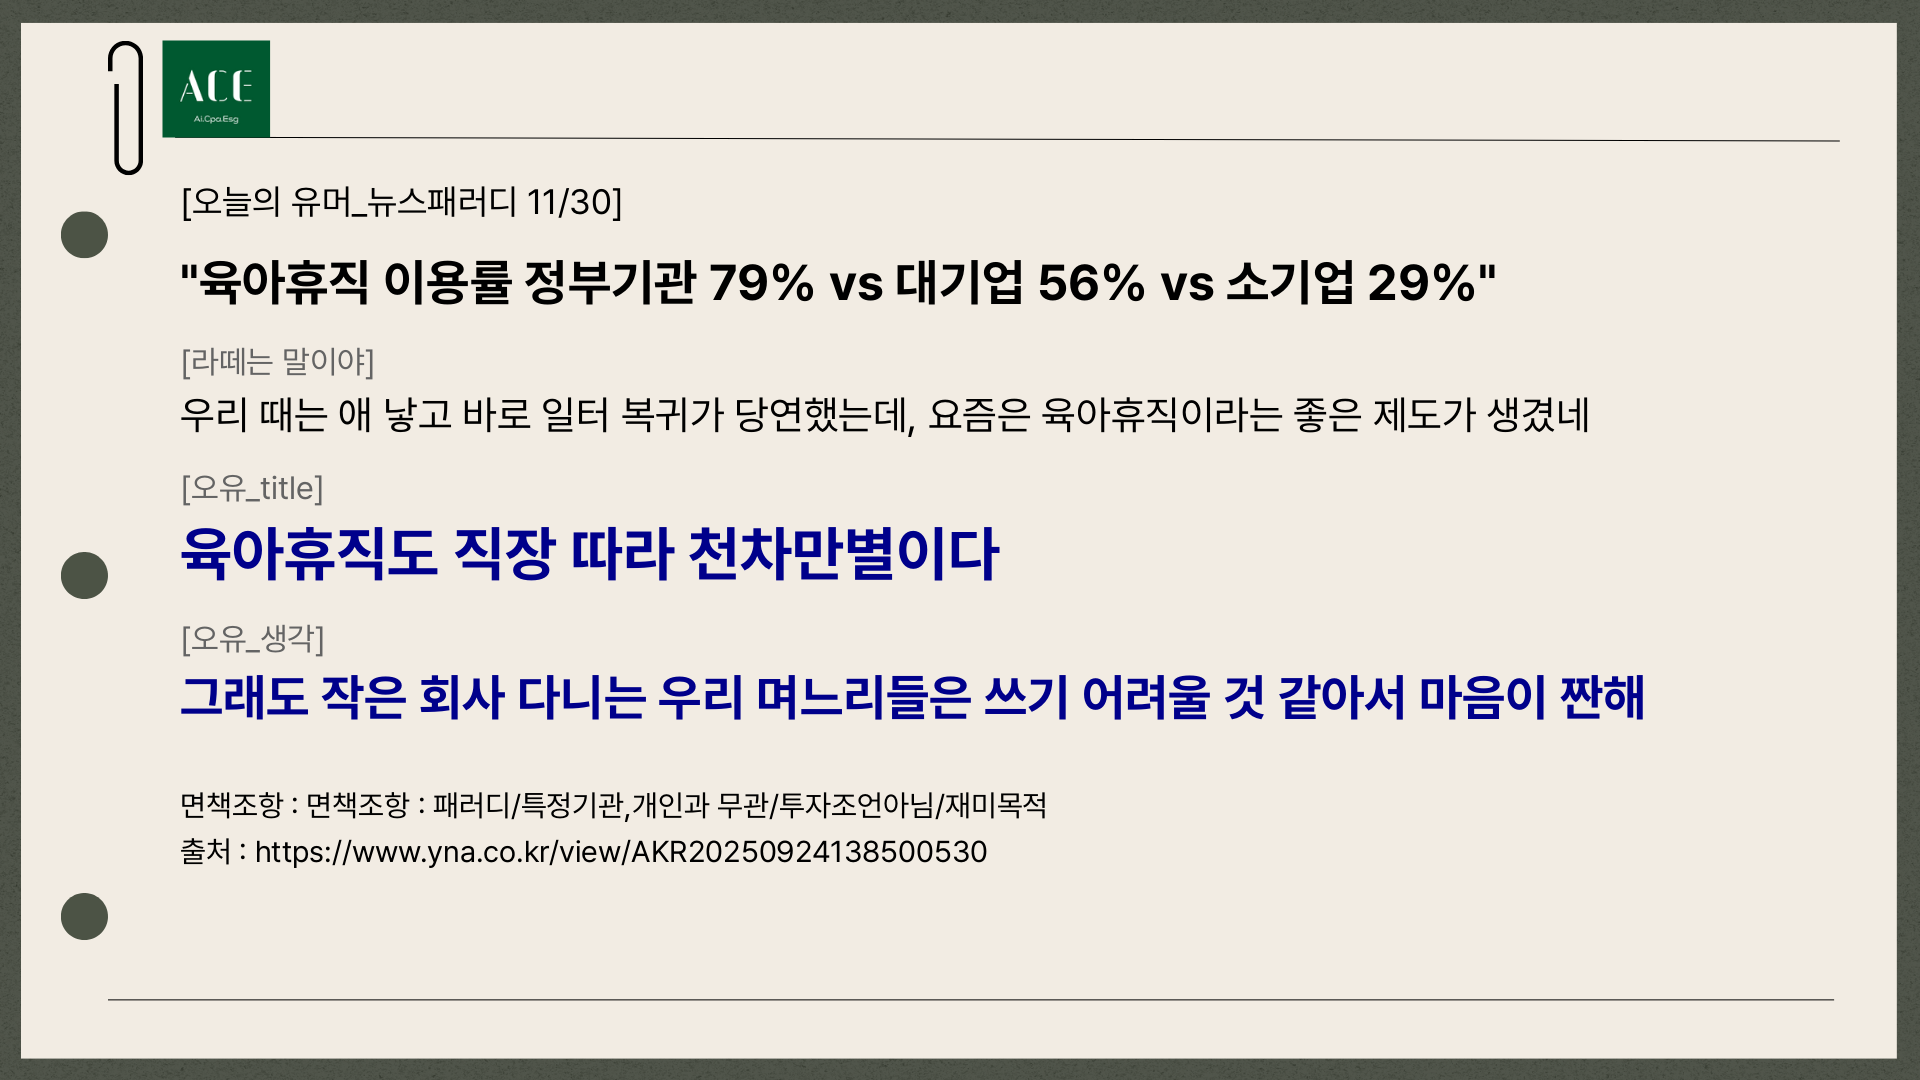 ACE
Ai.Cpa.Esg
[오늘의 유머_뉴스패러디 11/30]
"육아휴직 이용률 정부기관 79% vs 대기업 56% vs 소기업 29%"
[라떼는 말이야]
우리 때는 애 낳고 바로 일터 복귀가 당연했는데, 요즘은 육아휴직이라는 좋은 제도가 생겼네
[오유_title]
육아휴직도 직장 따라 천차만별이다
[오유_생각]
그래도 작은 회사 다니는 우리 며느리들은 쓰기 어려울 것 같아서 마음이 짠해
면책조항 : 면책조항 : 패러디/특정기관,개인과 무관/투자조언아님/재미목적
출처 : https://www.yna.co.kr/view/AKR20250924138500530